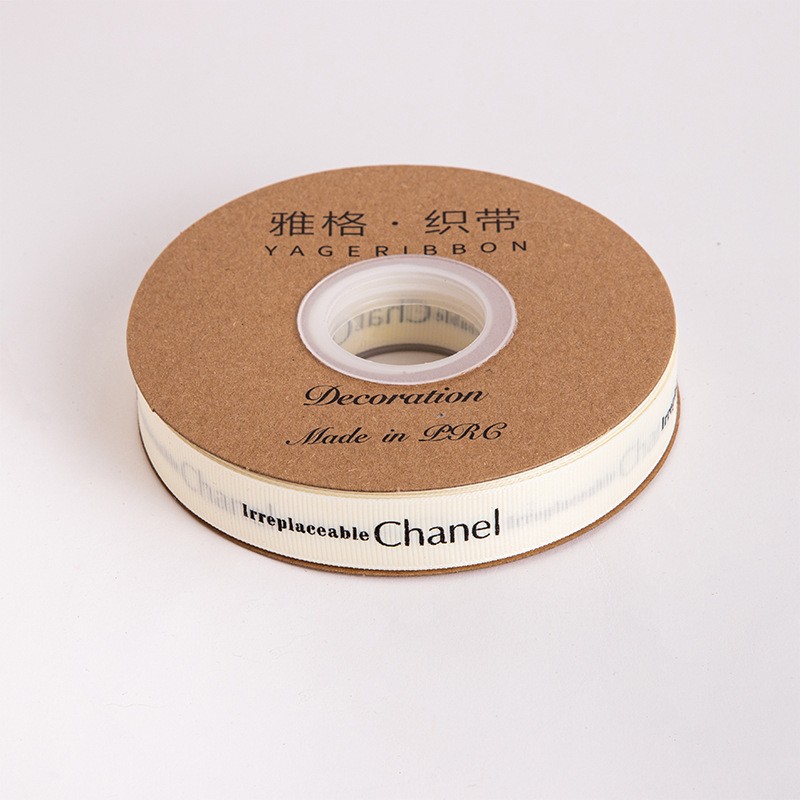 雅格·织带
YAGERIBBON
Decoration
Made in PRC
Irreplaceable Chanel